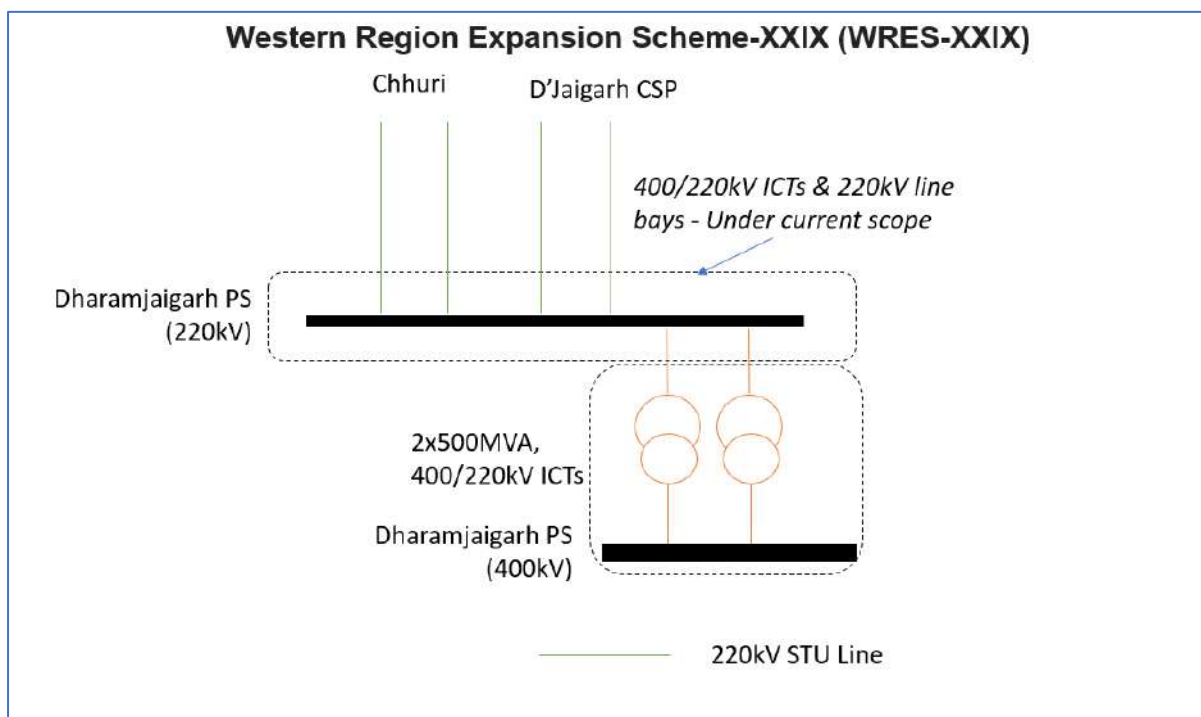 Western Region Expansion Scheme-XXIX (WRES-XXIX)
Chhuri
D'Jaigarh CSP
400/220kV ICTs & 220kV line
bays - Under current scope
Dharamjaigarh PS
(220kV)
2x500MVA,
400/220kV ICTs
Dharamjaigarh PS
(400kV)
220kV STU Line